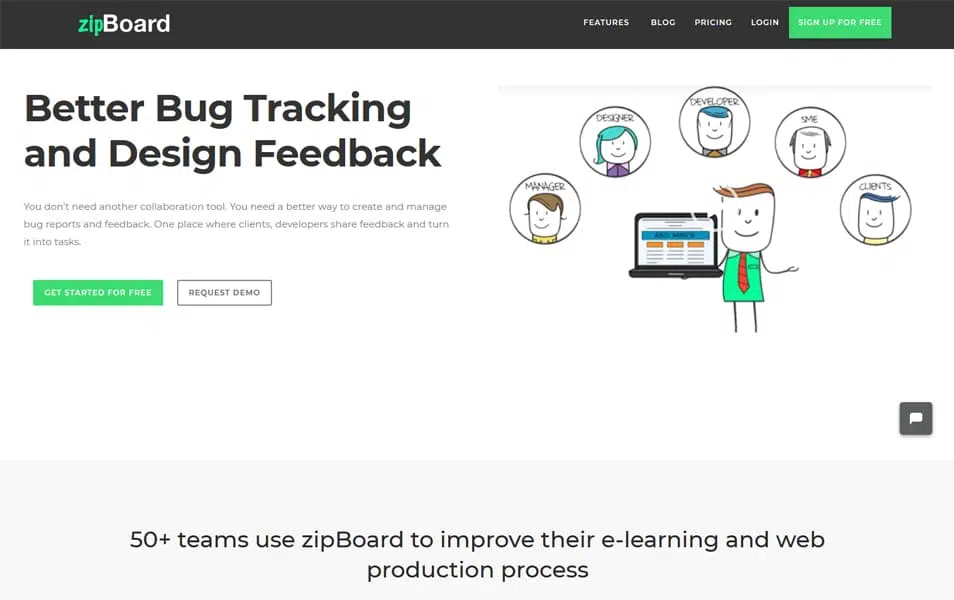 zipBoard
FEATURES
BLOG
PRICING
LOGIN
SIGN UP FOR FREE
Better Bug Tracking
and Design Feedback
You don't need another collaboration tool. You need a better way to create and manage
bug reports and feedback. One place where clients, developers share feedback and turn
it into tasks.
GET STARTED FOR FREE
REQUEST DEMO
DEVELOPER
DESIGNER
SME
MANAGER
CLIENTS
50+ teams use zipBoard to improve their e-learning and web
production process